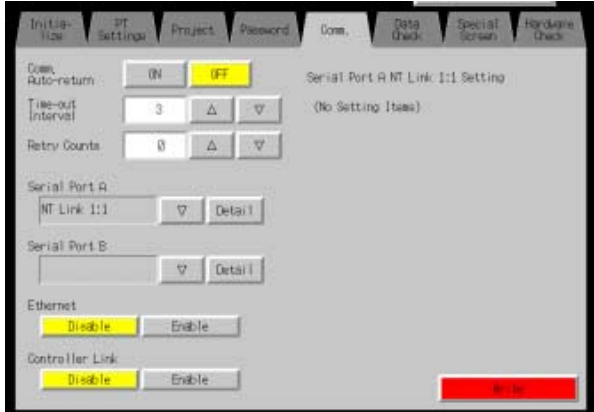 Initia-
lize
PT
Settings
Project
Password
Comm.
Data
Check
Special
Screen
Hardware
Check
Comm.
Auto-return
ON
OFF
Serial Port A NT Link 1:1 Setting
Time-out
Interval
3
△
▽
(No Setting Items)
Retry Counts
0
△
▽
Serial Port A
NT Link 1:1
▽
Detail
Serial Port B
▽
Detail
Ethernet
Disable
Enable
Controller Link
Disable
Enable
Write